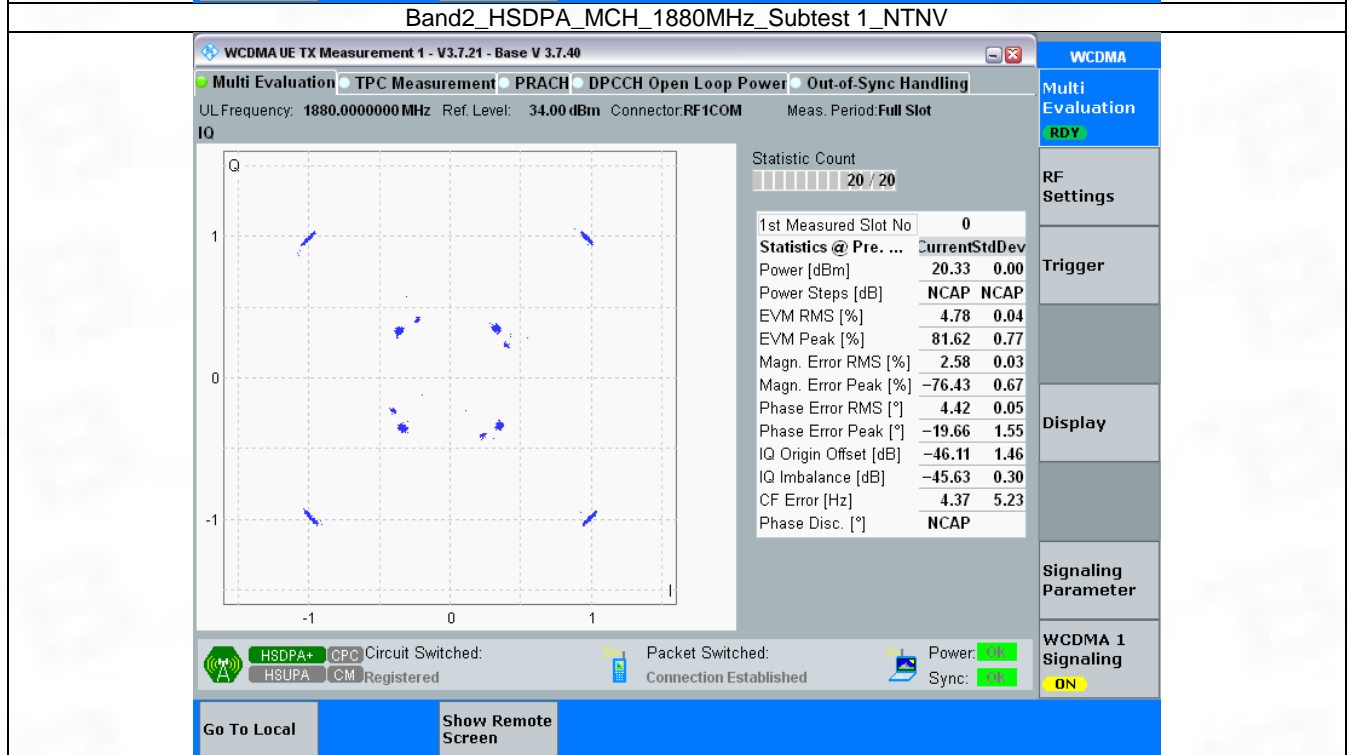 Band2_HSDPA_MCH_1880MHz_Subtest 1_NTNV
WCDMA UE TX Measurement 1 - V3.7.21 - Base V 3.7.40
WCDMA
Multi Evaluation TPC Measurement PRACH DPCCH Open Loop Power Out-of-Sync Handling
UL Frequency: 1880.0000000 MHz Ref. Level: 34.00 dBm Connector:RF1COM Meas. Period:Full Slot
IQ
Q
1
0
-1
-1 0 1
I
Statistic Count
20 / 20
1st Measured Slot No 0
Statistics @ Pre. ... Current StdDev
Power [dBm] 20.33 0.00
Power Steps [dB] NCAP NCAP
EVM RMS [%] 4.78 0.04
EVM Peak [%] 81.62 0.77
Magn. Error RMS [%] 2.58 0.03
Magn. Error Peak [%] −76.43 0.67
Phase Error RMS [°] 4.42 0.05
Phase Error Peak [°] −19.66 1.55
IQ Origin Offset [dB] −46.11 1.46
IQ Imbalance [dB] −45.63 0.30
CF Error [Hz] 4.37 5.23
Phase Disc. [°] NCAP
Multi
Evaluation
RDY
RF
Settings
Trigger
Display
Signaling
Parameter
WCDMA 1
Signaling
ON
HSDPA+ CPC Circuit Switched:
HSUPA CM Registered
Packet Switched:
Connection Established
Power: OK
Sync: OK
Go To Local
Show Remote
Screen